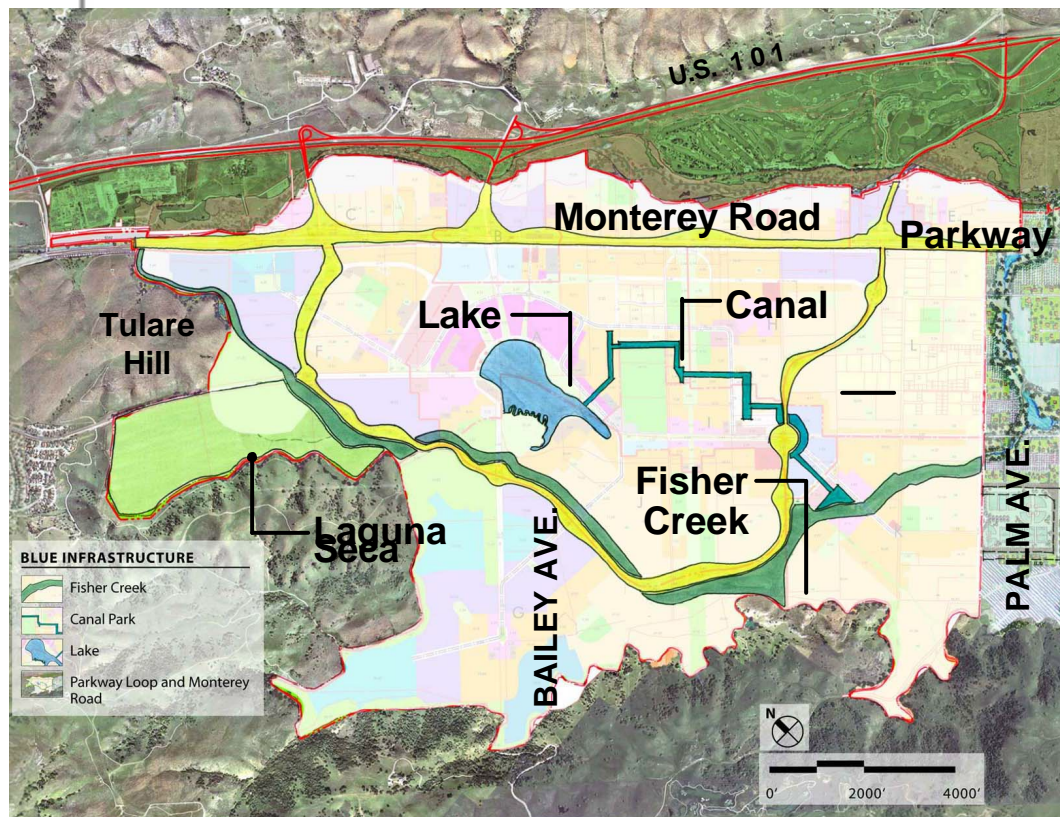 U.S. 101
Monterey Road
Parkway
Lake
Canal
Tulare
Hill
Fisher
Creek
Laguna
Seca
BAILEY AVE.
PALM AVE.
C
B
E
H
F
L
I
J
G
BLUE INFRASTRUCTURE
Fisher Creek
Canal Park
Lake
Parkway Loop and Monterey
Road
N
0' 2000' 4000'